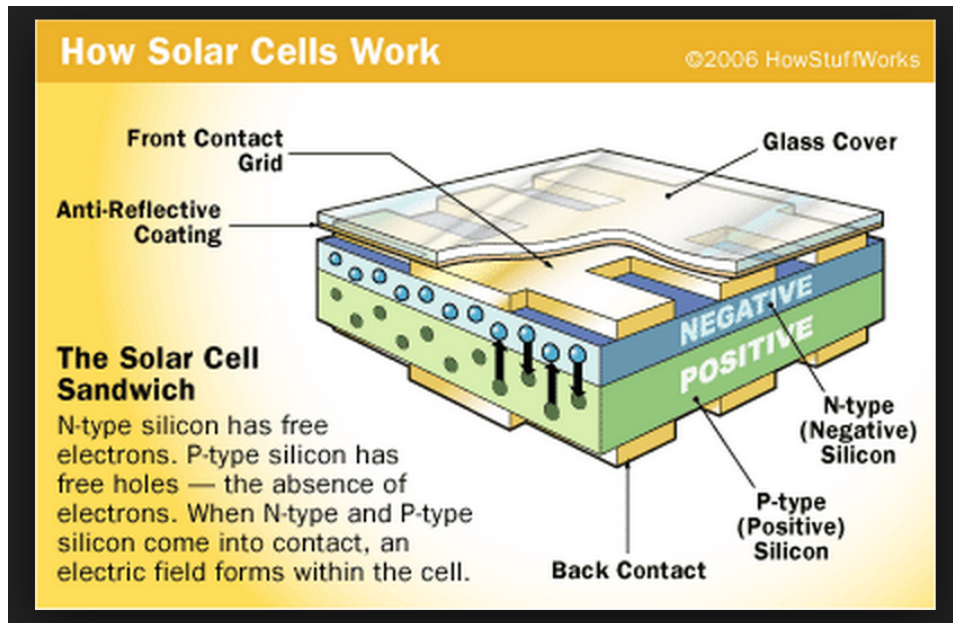 How Solar Cells Work
©2006 HowStuffWorks
Front Contact
Grid
Glass Cover
Anti-Reflective
Coating
NEGATIVE
POSITIVE
The Solar Cell
Sandwich
N-type silicon has free
electrons. P-type silicon has
free holes — the absence of
electrons. When N-type and P-type
silicon come into contact, an
electric field forms within the cell.
N-type
(Negative)
Silicon
P-type
(Positive)
Silicon
Back Contact